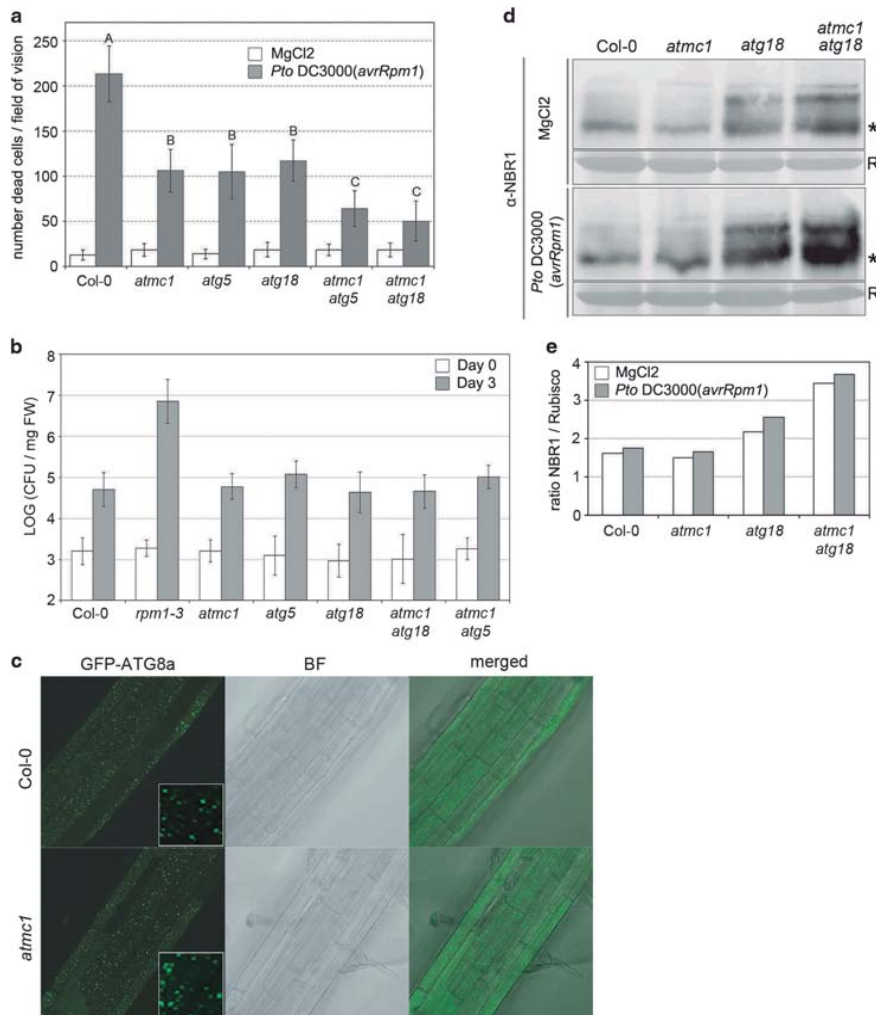 a
number dead cells / field of vision
250
200
150
100
50
0
MgCl2
Pto DC3000(avrRpm1)
A
B
B
B
C
C
Col-0
atmc1
atg5
atg18
atmc1
atg5
atmc1
atg18
b
LOG (CFU / mg FW)
8
7
6
5
4
3
2
Day 0
Day 3
Col-0
rpm1-3
atmc1
atg5
atg18
atmc1
atg18
atmc1
atg5
c
GFP-ATG8a
BF
merged
Col-0
atmc1
d
Col-0
atmc1
atg18
atmc1
atg18
α-NBR1
MgCl2
*
R
Pto DC3000
(avrRpm1)
*
R
e
ratio NBR1 / Rubisco
4
3
2
1
0
MgCl2
Pto DC3000(avrRpm1)
Col-0
atmc1
atg18
atmc1
atg18